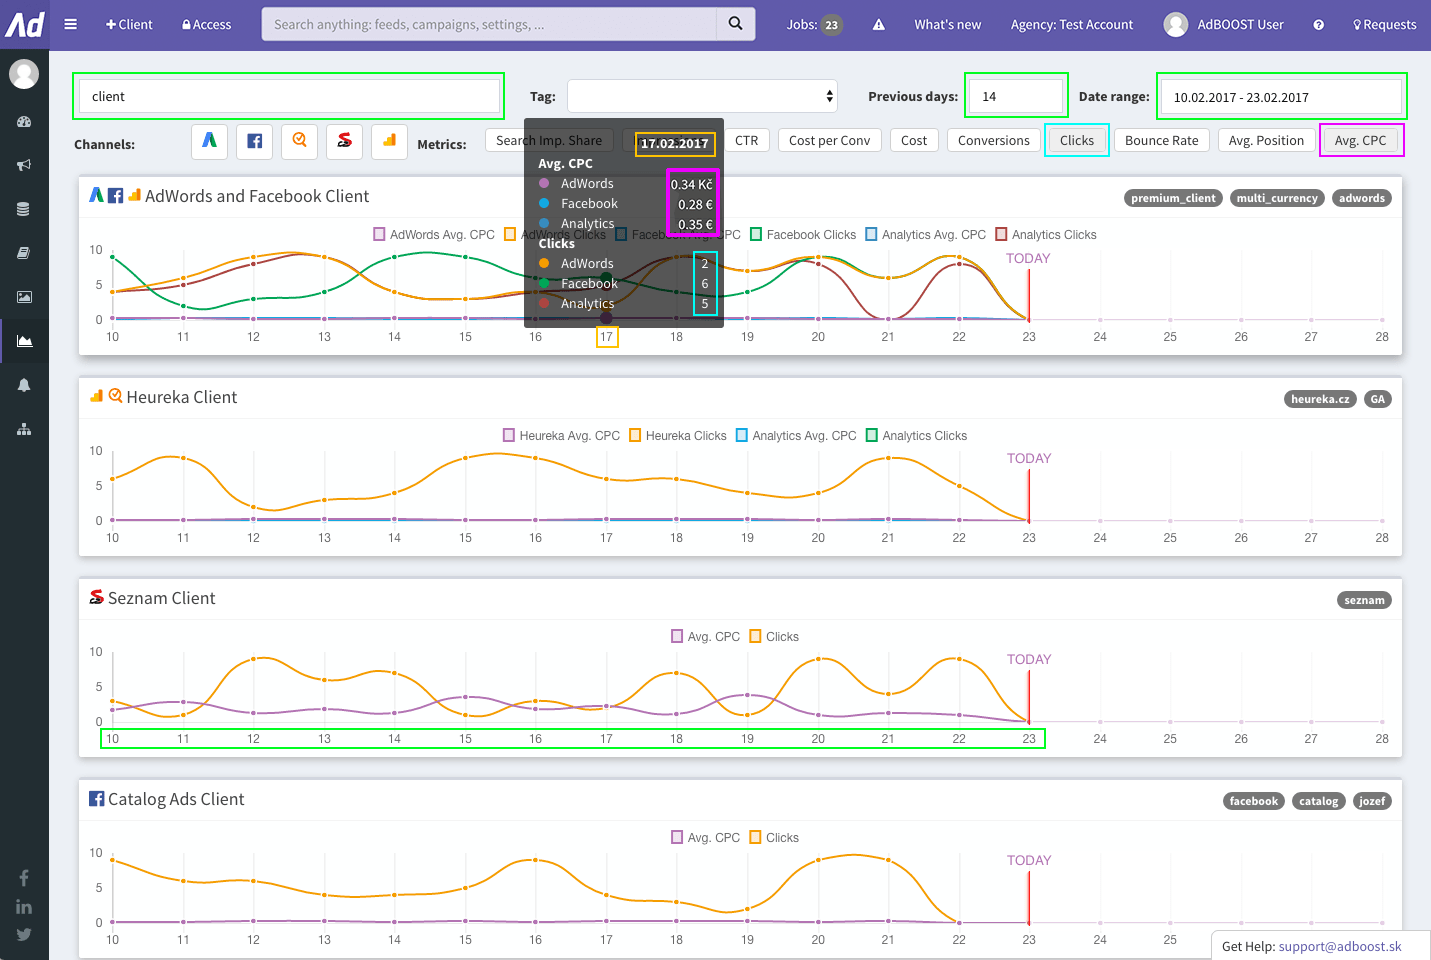 Ad
Client
Access
Search anything: feeds, campaigns, settings, ...
Jobs: 23
What's new
Agency: Test Account
AdBOOST User
Requests
client
Tag:
Previous days: 14
Date range: 10.02.2017 - 23.02.2017
Channels:
Metrics:
Search Imp. Share
CTR
Cost per Conv
Cost
Conversions
Clicks
Bounce Rate
Avg. Position
Avg. CPC
17.02.2017
Avg. CPC
AdWords 0.34 Kč
Facebook 0.28 €
Analytics 0.35 €
Clicks
AdWords 2
Facebook 6
Analytics 5
AdWords and Facebook Client
premium_client multi_currency adwords
AdWords Avg. CPC AdWords Clicks Facebook Avg. CPC Facebook Clicks Analytics Avg. CPC Analytics Clicks
TODAY
10
5
0
10 11 12 13 14 15 16 17 18 19 20 21 22 23 24 25 26 27 28
Heureka Client
heureka.cz GA
Heureka Avg. CPC Heureka Clicks Analytics Avg. CPC Analytics Clicks
TODAY
10
5
0
10 11 12 13 14 15 16 17 18 19 20 21 22 23 24 25 26 27 28
Seznam Client
seznam
Avg. CPC Clicks
TODAY
10
5
0
10 11 12 13 14 15 16 17 18 19 20 21 22 23 24 25 26 27 28
Catalog Ads Client
facebook catalog jozef
Avg. CPC Clicks
TODAY
10
5
0
10 11 12 13 14 15 16 17 18 19 20 21 22 23 24 25 26 27 28
Get Help: support@adboost.sk